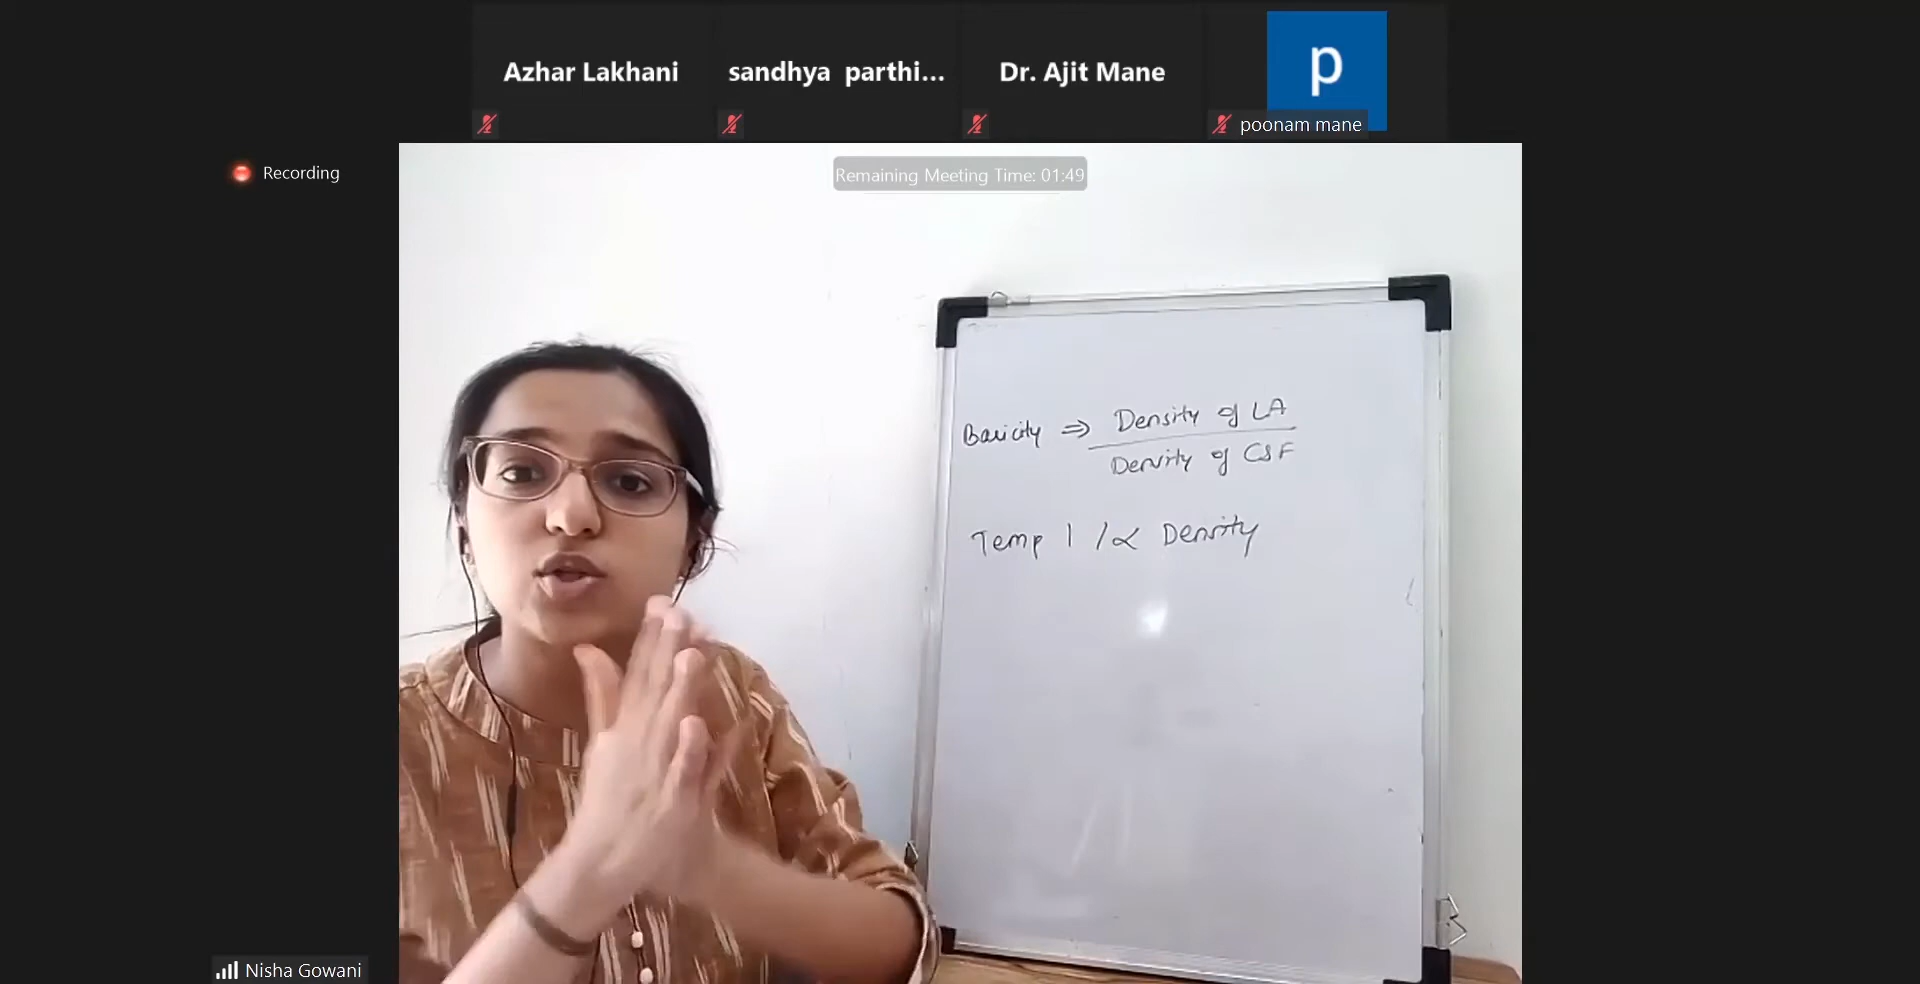 Azhar Lakhani
sandhya parthi...
Dr. Ajit Mane
p
poonam mane
Recording
Remaining Meeting Time: 01:49
Baricity ⇒ Density of LA
Density of CSF
Temp 1 /∝ Density
Nisha Gowani